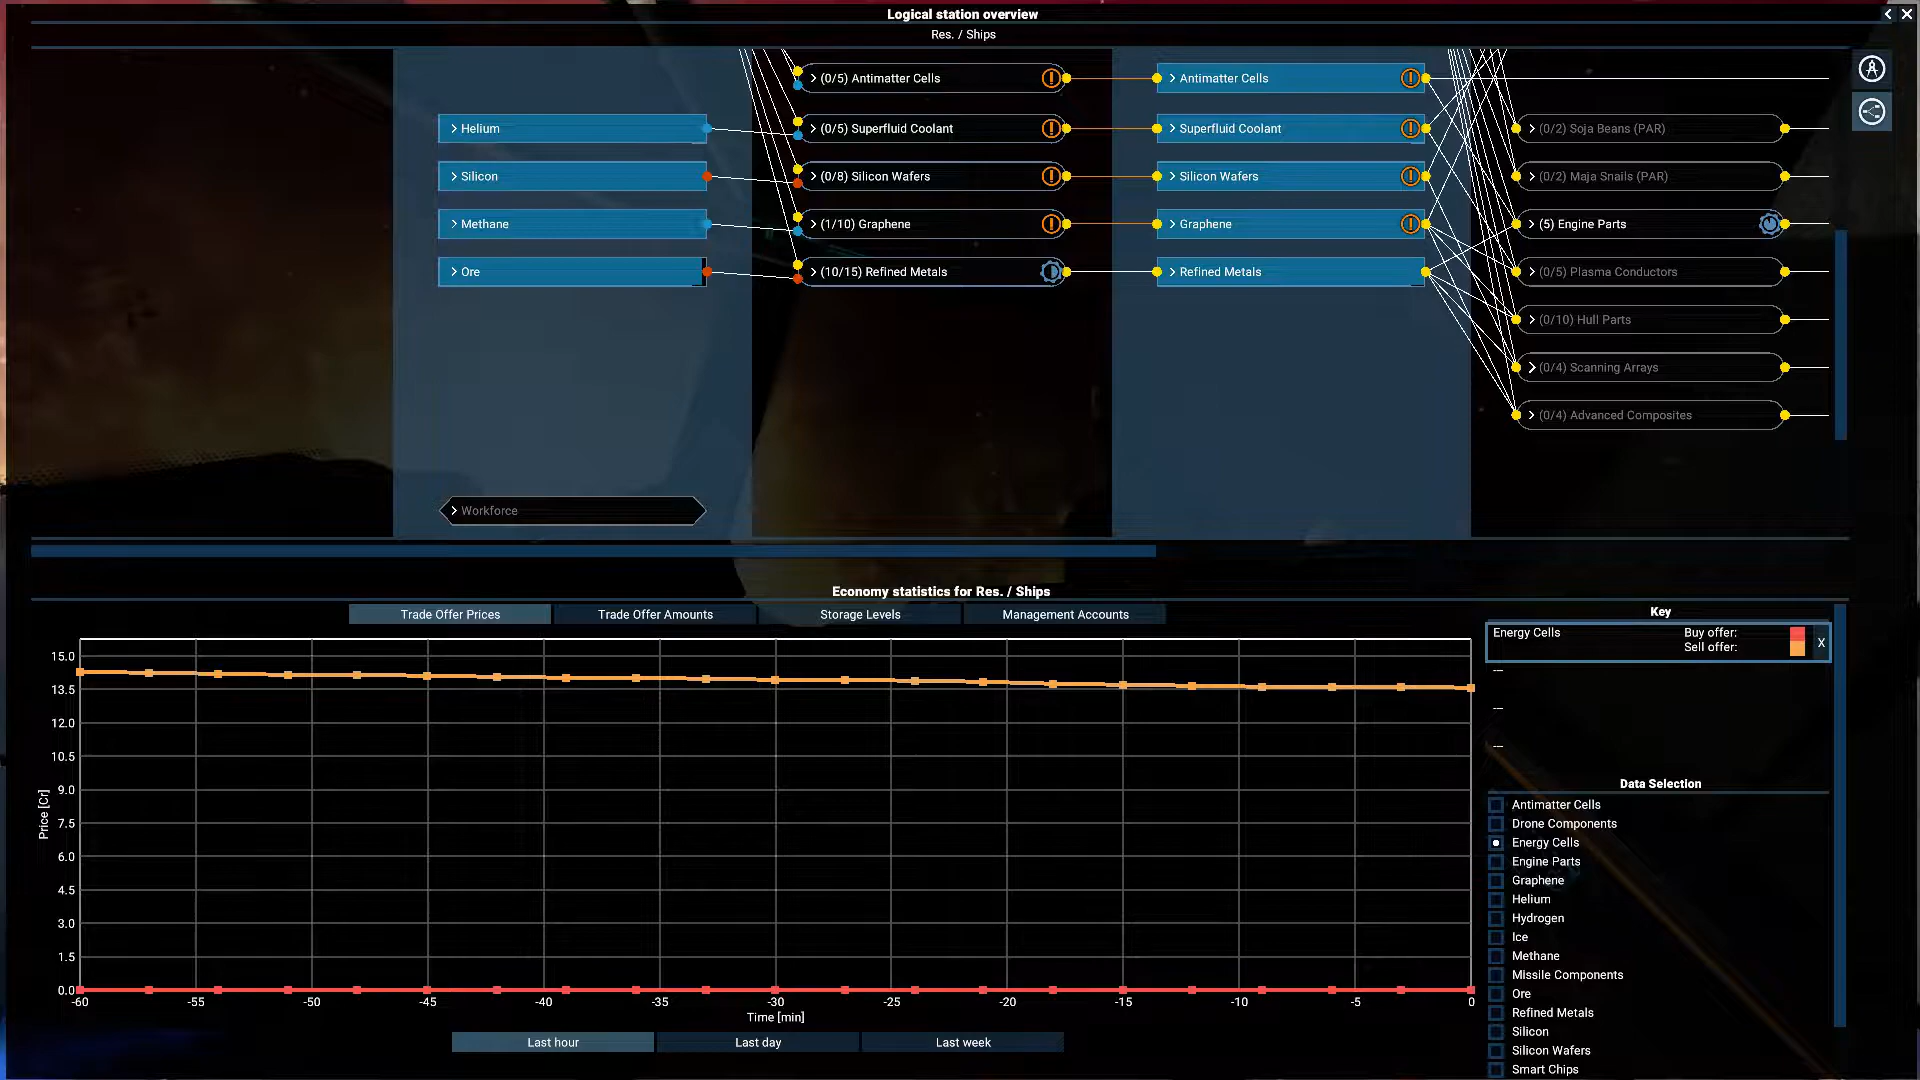 Logical station overview
Res. / Ships
(0/5) Antimatter Cells
Antimatter Cells
Helium
(0/5) Superfluid Coolant
Superfluid Coolant
(0/2) Soja Beans (PAR)
Silicon
(0/8) Silicon Wafers
Silicon Wafers
(0/2) Maja Snails (PAR)
Methane
(1/10) Graphene
Graphene
(5) Engine Parts
Ore
(10/15) Refined Metals
Refined Metals
(0/5) Plasma Conductors
(0/10) Hull Parts
(0/4) Scanning Arrays
(0/4) Advanced Composites
Workforce
Economy statistics for Res. / Ships
Trade Offer Prices
Trade Offer Amounts
Storage Levels
Management Accounts
Price [Cr]
15.0
13.5
12.0
10.5
9.0
7.5
6.0
4.5
3.0
1.5
0.0
-60 -55 -50 -45 -40 -35 -30 -25 -20 -15 -10 -5 0
Time [min]
Last hour
Last day
Last week
Key
Energy Cells
Buy offer:
Sell offer:
X
---
---
---
Data Selection
Antimatter Cells
Drone Components
Energy Cells
Engine Parts
Graphene
Helium
Hydrogen
Ice
Methane
Missile Components
Ore
Refined Metals
Silicon
Silicon Wafers
Smart Chips